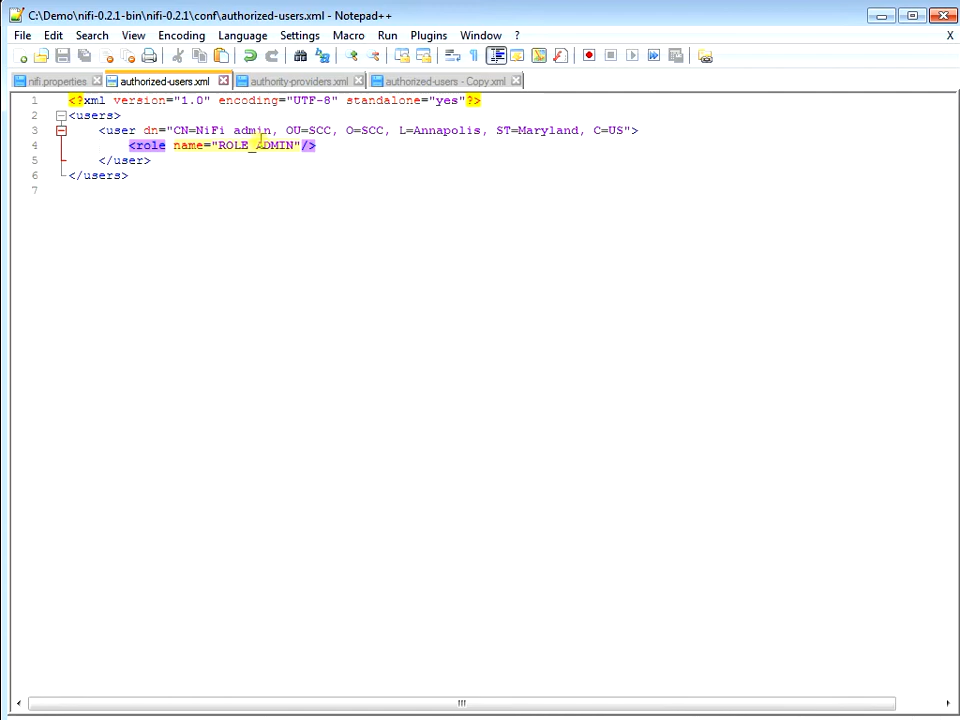 C:\Demo\nifi-0.2.1-bin\nifi-0.2.1\conf\authorized-users.xml - Notepad++
File Edit Search View Encoding Language Settings Macro Run Plugins Window ? X
nifi.properties authorized-users.xml authority-providers.xml authorized-users - Copy.xml
1 <?xml version="1.0" encoding="UTF-8" standalone="yes"?>
2 <users>
3 <user dn="CN=NiFi admin, OU=SCC, O=SCC, L=Annapolis, ST=Maryland, C=US">
4 <role name="ROLE_ADMIN"/>
5 </user>
6 </users>
7